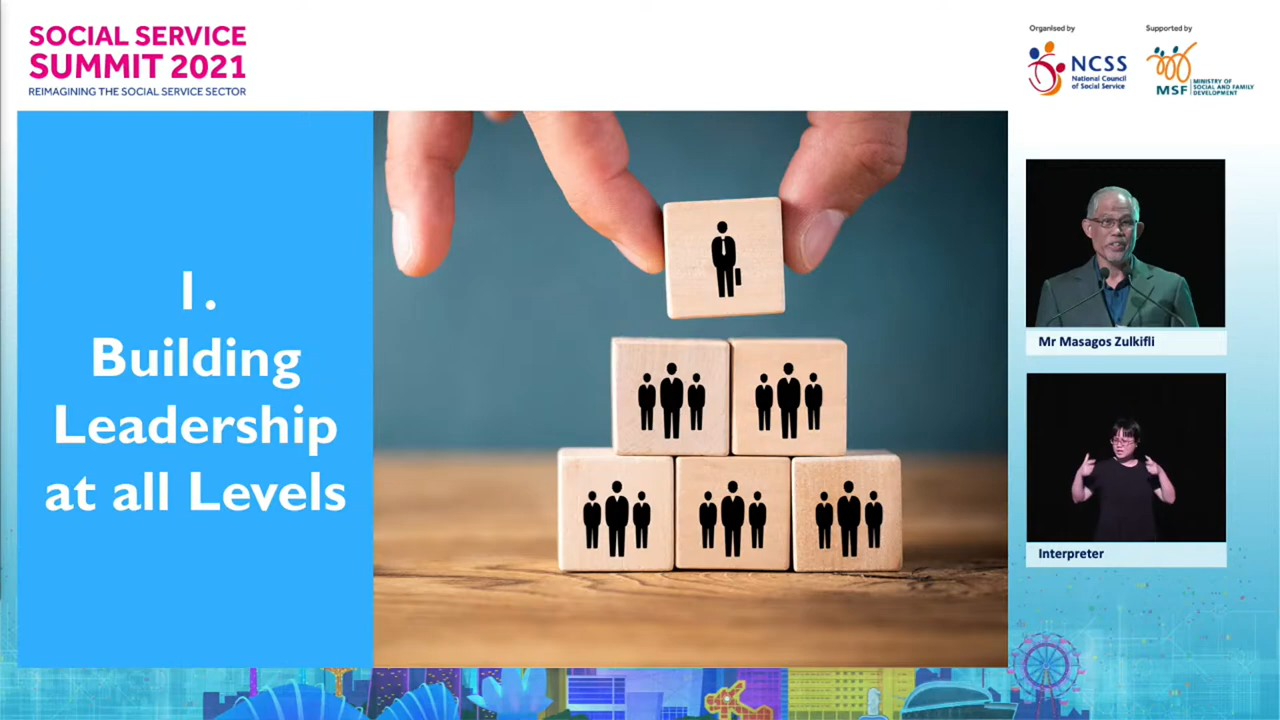 SOCIAL SERVICE
SUMMIT 2021
REIMAGINING THE SOCIAL SERVICE SECTOR
Organised by
NCSS
National Council
of Social Service
Supported by
MSF
MINISTRY OF
SOCIAL AND FAMILY
DEVELOPMENT
1.
Building
Leadership
at all Levels
Mr Masagos Zulkifli
Interpreter